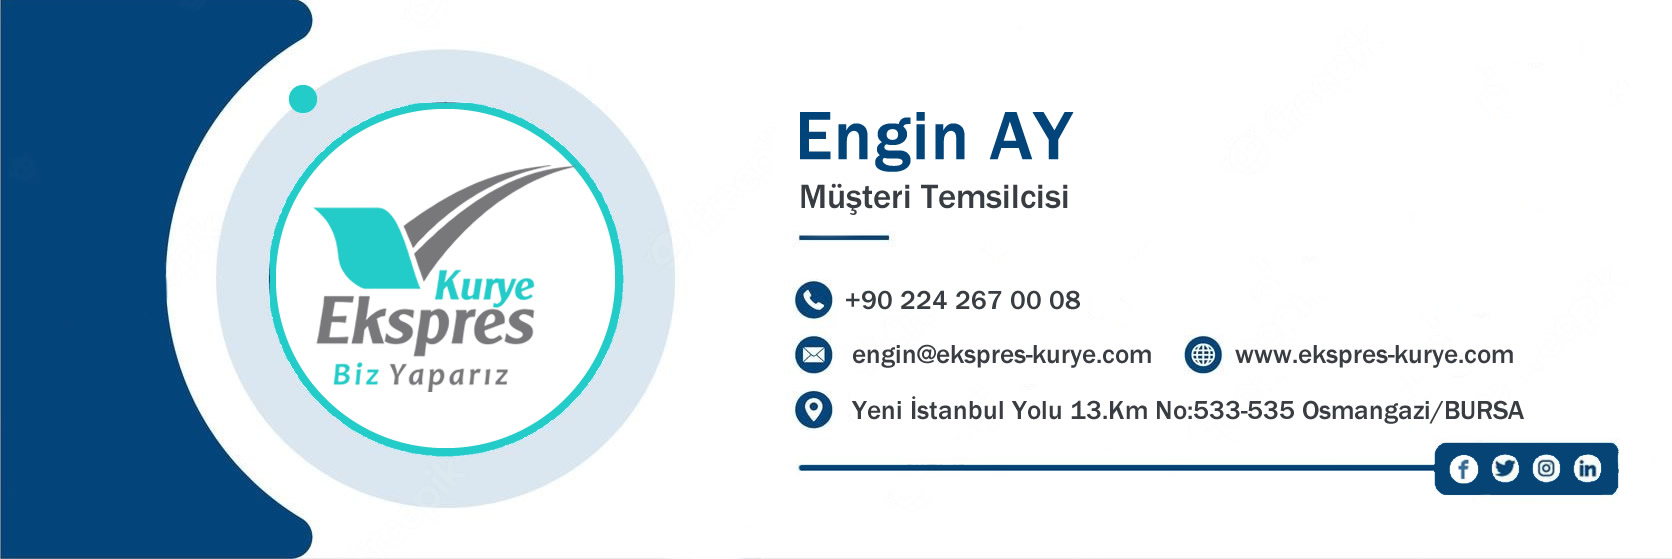 Kurye
Ekspres
Biz Yaparız
Engin AY
Müşteri Temsilcisi
+90 224 267 00 08
engin@ekspres-kurye.com
www.ekspres-kurye.com
Yeni İstanbul Yolu 13.Km No:533-535 Osmangazi/BURSA